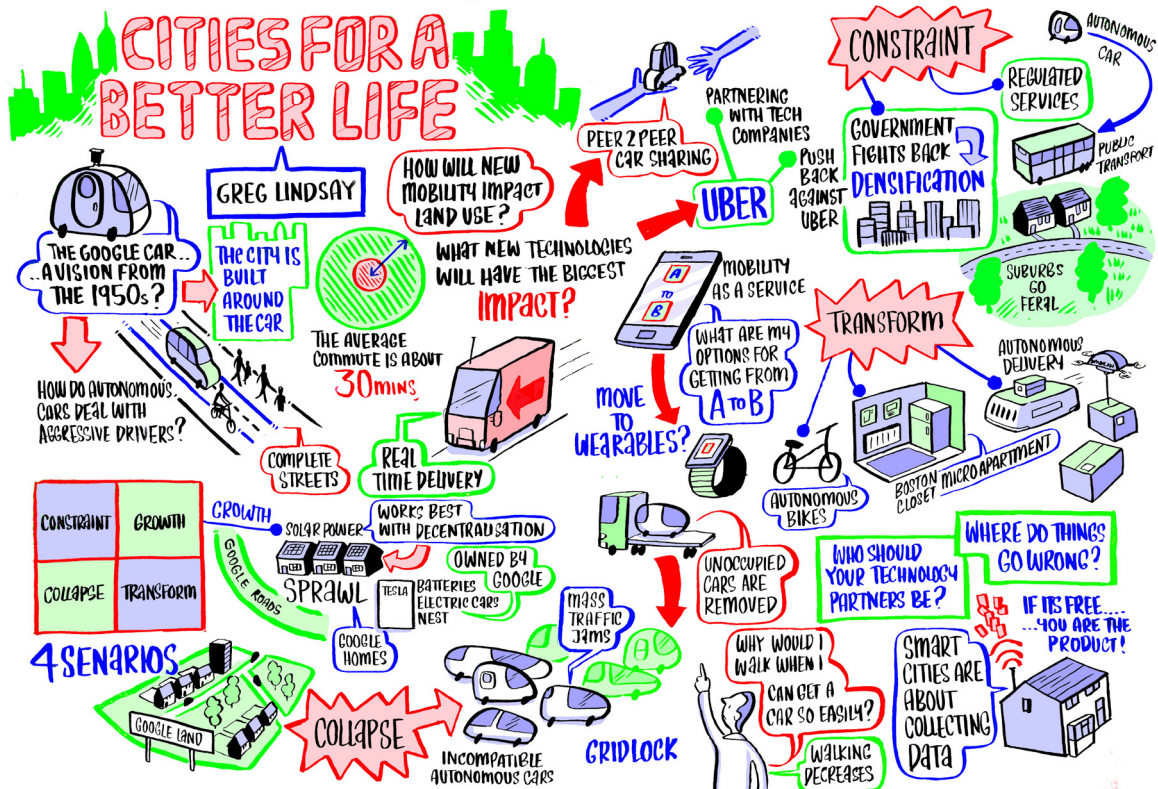 CITIES FOR A
BETTER LIFE
GREG LINDSAY
THE GOOGLE CAR...
..A VISION FROM
THE 1950s?
THE CITY IS
BUILT
AROUND
THE CAR
HOW DO AUTONOMOUS
CARS DEAL WITH
AGGRESSIVE DRIVERS?
COMPLETE
STREETS
HOW WILL NEW
MOBILITY IMPACT
LAND USE?
THE AVERAGE
COMMUTE IS ABOUT
30 MINS
WHAT NEW TECHNOLOGIES
WILL HAVE THE BIGGEST
IMPACT?
REAL
TIME DELIVERY
PEER 2 PEER
CAR SHARING
PARTNERING
WITH TECH
COMPANIES
UBER
PUSH
BACK
AGAINST
UBER
A
TO
B
MOBILITY
AS A SERVICE
WHAT ARE MY
OPTIONS FOR
GETTING FROM
A TO B
MOVE
TO
WEARABLES?
CONSTRAINT
AUTONOMOUS
CAR
REGULATED
SERVICES
PUBLIC
TRANSPORT
GOVERNMENT
FIGHTS BACK
DENSIFICATION
SUBURBS
GO
FERAL
TRANSFORM
AUTONOMOUS
DELIVERY
AUTONOMOUS
BIKES
BOSTON
CLOSET
MICROAPARTMENT
CONSTRAINT
GROWTH
COLLAPSE
TRANSFORM
4 SENARIOS
GROWTH
GOOGLE ROADS
SOLAR POWER
WORKS BEST
WITH DECENTRALISATION
SPRAWL
GOOGLE
HOMES
TESLA
BATTERIES
ELECTRIC CARS
NEST
OWNED BY
GOOGLE
GOOGLE LAND
COLLAPSE
MASS
TRAFFIC
JAMS
INCOMPATIBLE
AUTONOMOUS CARS
UNOCCUPIED
CARS ARE
REMOVED
GRIDLOCK
WHY WOULD I
WALK WHEN I
CAN GET A
CAR SO EASILY?
WALKING
DECREASES
WHO SHOULD
YOUR TECHNOLOGY
PARTNERS BE?
WHERE DO THINGS
GO WRONG?
IF ITS FREE....
...YOU ARE THE
PRODUCT!
SMART
CITIES ARE
ABOUT
COLLECTING
DATA